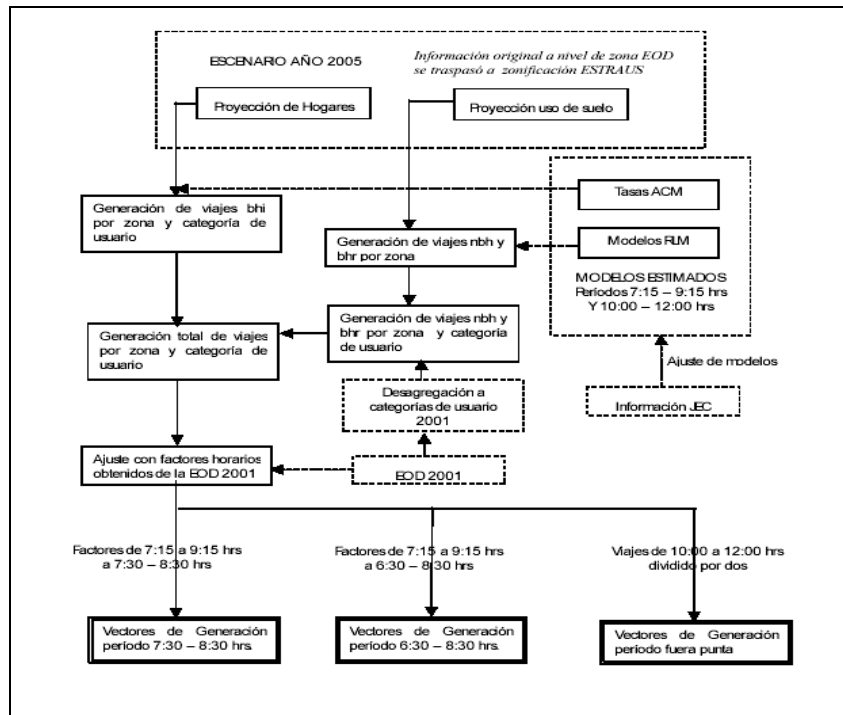 ESCENARIO AÑO 2005
Información original a nivel de zona EOD
se traspasó a zonificación ESTRAUS
Proyección de Hogares
Proyección uso de suelo
Tasas ACM
Modelos RLM
MODELOS ESTIMADOS
Períodos 7:15 – 9:15 hrs
Y 10:00 – 12:00 hrs
Generación de viajes bhi
por zona y categoría de
usuario
Generación de viajes nbh y
bhr por zona
Generación total de viajes
por zona y categoría de
usuario
Generación de viajes nbh y
bhr por zona y categoría
de usuario
Ajuste de modelos
Información JEC
Desagregación a
categorías de usuario
2001
Ajuste con factores horarios
obtenidos de la EOD 2001
EOD 2001
Factores de 7:15 a 9:15 hrs
a 7:30 – 8:30 hrs
Factores de 7:15 a 9:15 hrs
a 6:30 – 8:30 hrs
Viajes de 10:00 a 12:00 hrs
dividido por dos
Vectores de Generación
período 7:30 – 8:30 hrs.
Vectores de Generación
período 6:30 – 8:30 hrs.
Vectores de Generación
período fuera punta